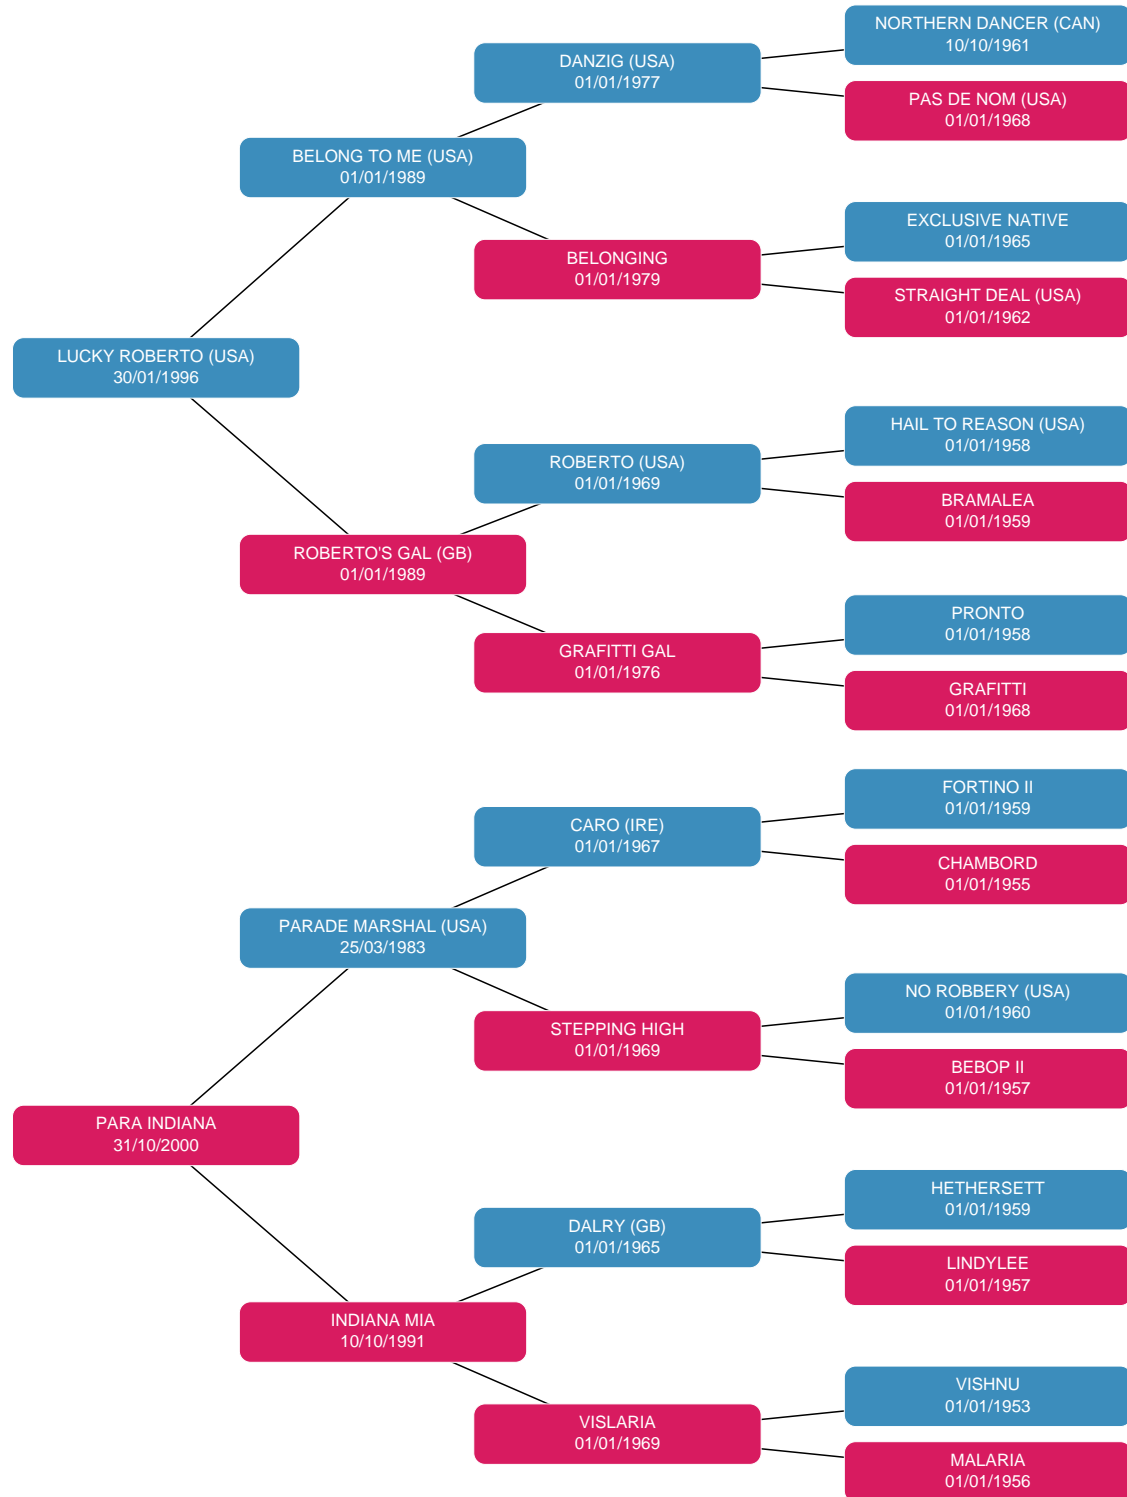 NORTHERN DANCER (CAN)
10/10/1961
DANZIG (USA)
01/01/1977
PAS DE NOM (USA)
01/01/1968
BELONG TO ME (USA)
01/01/1989
EXCLUSIVE NATIVE
01/01/1965
BELONGING
01/01/1979
STRAIGHT DEAL (USA)
01/01/1962
LUCKY ROBERTO (USA)
30/01/1996
HAIL TO REASON (USA)
01/01/1958
ROBERTO (USA)
01/01/1969
BRAMALEA
01/01/1959
ROBERTO'S GAL (GB)
01/01/1989
PRONTO
01/01/1958
GRAFITTI GAL
01/01/1976
GRAFITTI
01/01/1968
FORTINO II
01/01/1959
CARO (IRE)
01/01/1967
CHAMBORD
01/01/1955
PARADE MARSHAL (USA)
25/03/1983
NO ROBBERY (USA)
01/01/1960
STEPPING HIGH
01/01/1969
BEBOP II
01/01/1957
PARA INDIANA
31/10/2000
HETHERSETT
01/01/1959
DALRY (GB)
01/01/1965
LINDYLEE
01/01/1957
INDIANA MIA
10/10/1991
VISHNU
01/01/1953
VISLARIA
01/01/1969
MALARIA
01/01/1956